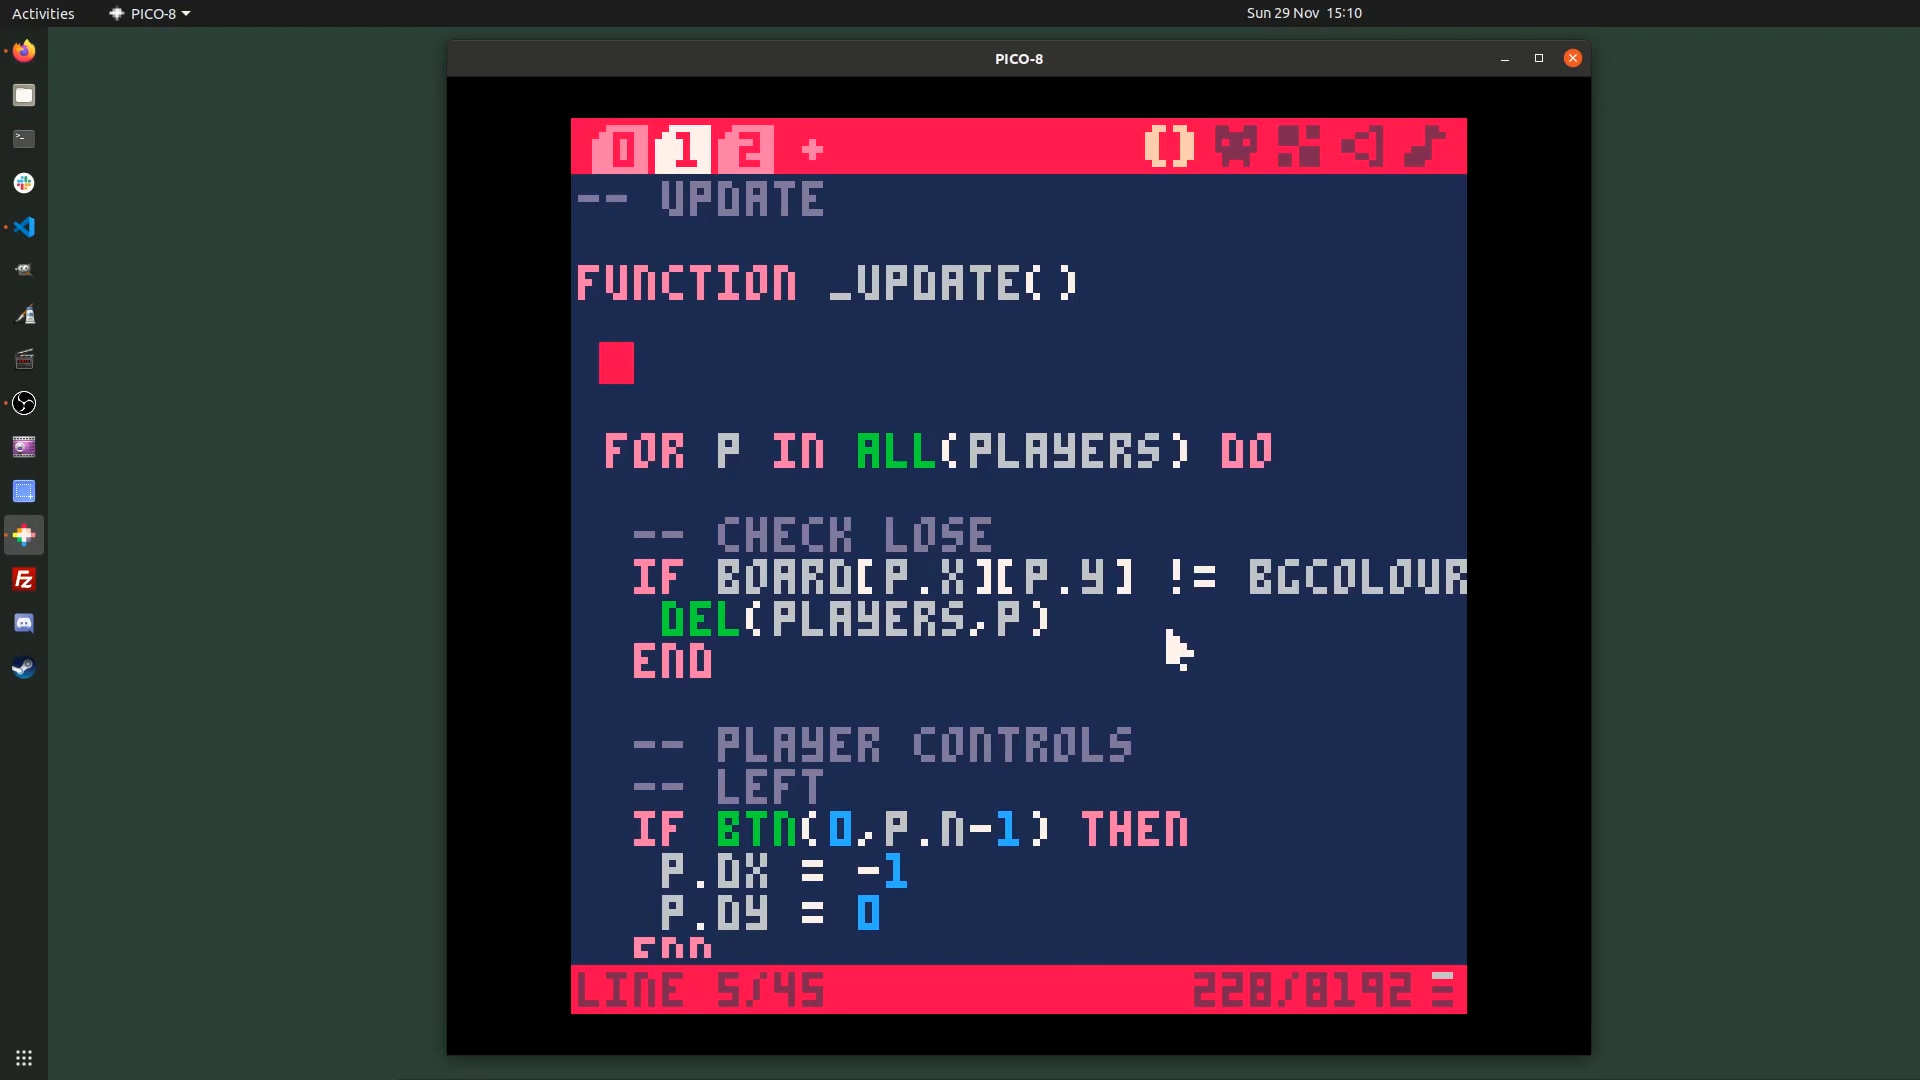 Activities
PICO-8
Sun 29 Nov 15:10
PICO-8
0 1 2 +
-- UPDATE
FUNCTION _UPDATE()
FOR P IN ALL(PLAYERS) DO
-- CHECK LOSE
IF BOARD[P.X][P.Y] != BGCOLOUR
DEL(PLAYERS,P)
END
-- PLAYER CONTROLS
-- LEFT
IF BTN(0,P.N-1) THEN
P.DX = -1
P.DY = 0
END
LINE 5/45
228/8192